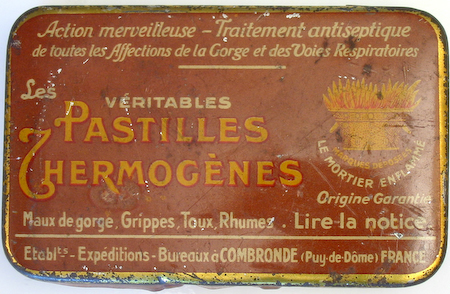 Action merveilleuse - Traitement antiseptique
de toutes les Affections de la Gorge et des Voies Respiratoires
Les
VÉRITABLES
PASTILLES
THERMOGÈNES
LE MORTIER ENFLAMMÉ
Origine Garantie
Maux de gorge, Grippes, Toux, Rhumes. Lire la notice
Etablts - Expéditions - Bureaux à COMBRONDE (Puy-de-Dôme) FRANCE